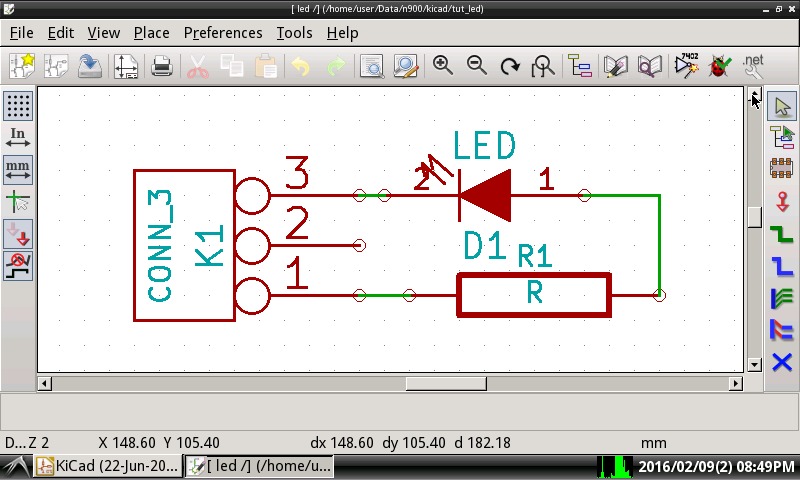 [ led /] (/home/user/Data/n900/kicad/tut_led)
File Edit View Place Preferences Tools Help
7402
.net
In
mm
LED
3
2
1
CONN_3
K1
2
1
D1
R1
R
D...Z 2 X 148.60 Y 105.40 dx 148.60 dy 105.40 d 182.18 mm
KiCad (22-Jun-20... [ led /] (/home/u... 2016/02/09(2) 08:49PM